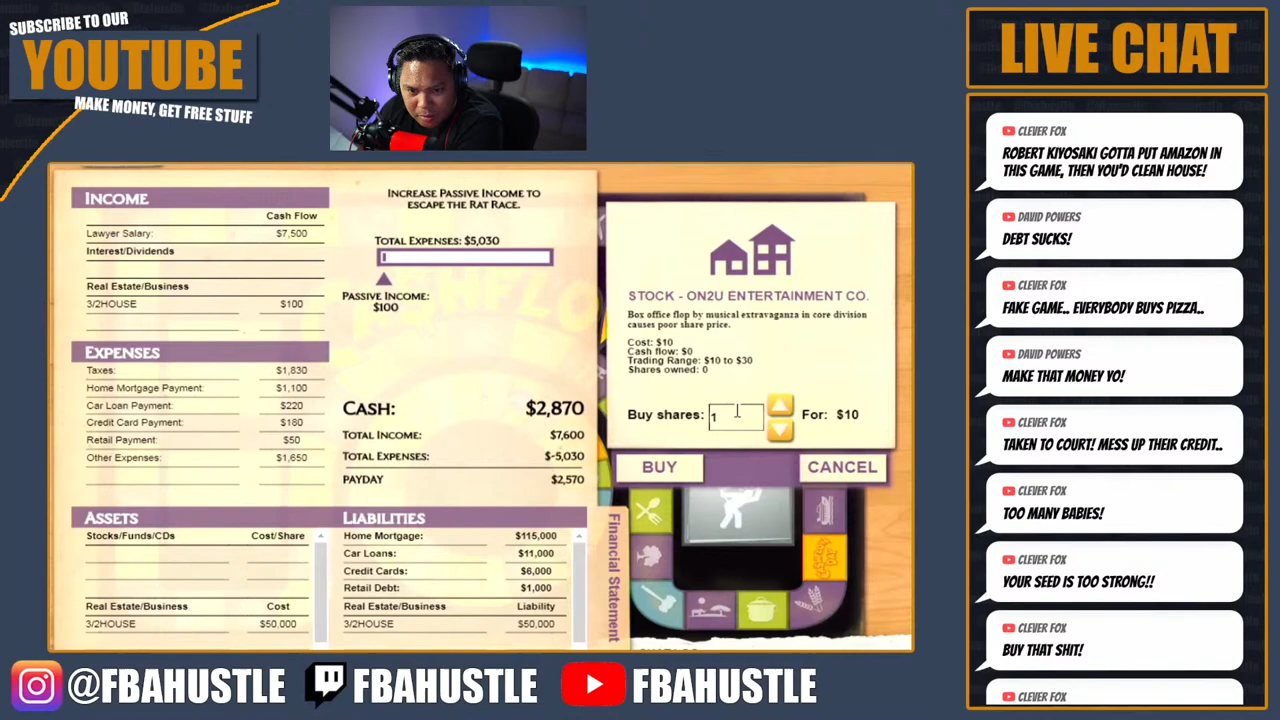 SUBSCRIBE TO OUR
YOUTUBE
MAKE MONEY, GET FREE STUFF
INCOME
Cash Flow
Lawyer Salary: $7,500
Interest/Dividends
Real Estate/Business
3/2HOUSE $100
EXPENSES
Taxes: $1,830
Home Mortgage Payment: $1,100
Car Loan Payment: $220
Credit Card Payment: $180
Retail Payment: $50
Other Expenses: $1,650
ASSETS
Stocks/Funds/CDs Cost/Share
Real Estate/Business Cost
3/2HOUSE $50,000
INCREASE PASSIVE INCOME TO
ESCAPE THE RAT RACE.
TOTAL EXPENSES: $5,030
PASSIVE INCOME:
$100
CASH: $2,870
TOTAL INCOME: $7,600
TOTAL EXPENSES: $-5,030
PAYDAY $2,570
LIABILITIES
Home Mortgage: $115,000
Car Loans: $11,000
Credit Cards: $6,000
Retail Debt: $1,000
Real Estate/Business Liability
3/2HOUSE $50,000
Financial Statement
STOCK - ON2U ENTERTAINMENT CO.
Box office flop by musical extravaganza in core division
causes poor share price.
Cost: $10
Cash flow: $0
Trading Range: $10 to $30
Shares owned: 0
Buy shares: 1 For: $10
BUY CANCEL
LIVE CHAT
CLEVER FOX
ROBERT KIYOSAKI GOTTA PUT AMAZON IN
THIS GAME, THEN YOU'D CLEAN HOUSE!
DAVID POWERS
DEBT SUCKS!
CLEVER FOX
FAKE GAME.. EVERYBODY BUYS PIZZA..
DAVID POWERS
MAKE THAT MONEY YO!
CLEVER FOX
TAKEN TO COURT! MESS UP THEIR CREDIT..
CLEVER FOX
TOO MANY BABIES!
CLEVER FOX
YOUR SEED IS TOO STRONG!!
CLEVER FOX
BUY THAT SHIT!
CLEVER FOX
@FBAHUSTLE FBAHUSTLE FBAHUSTLE